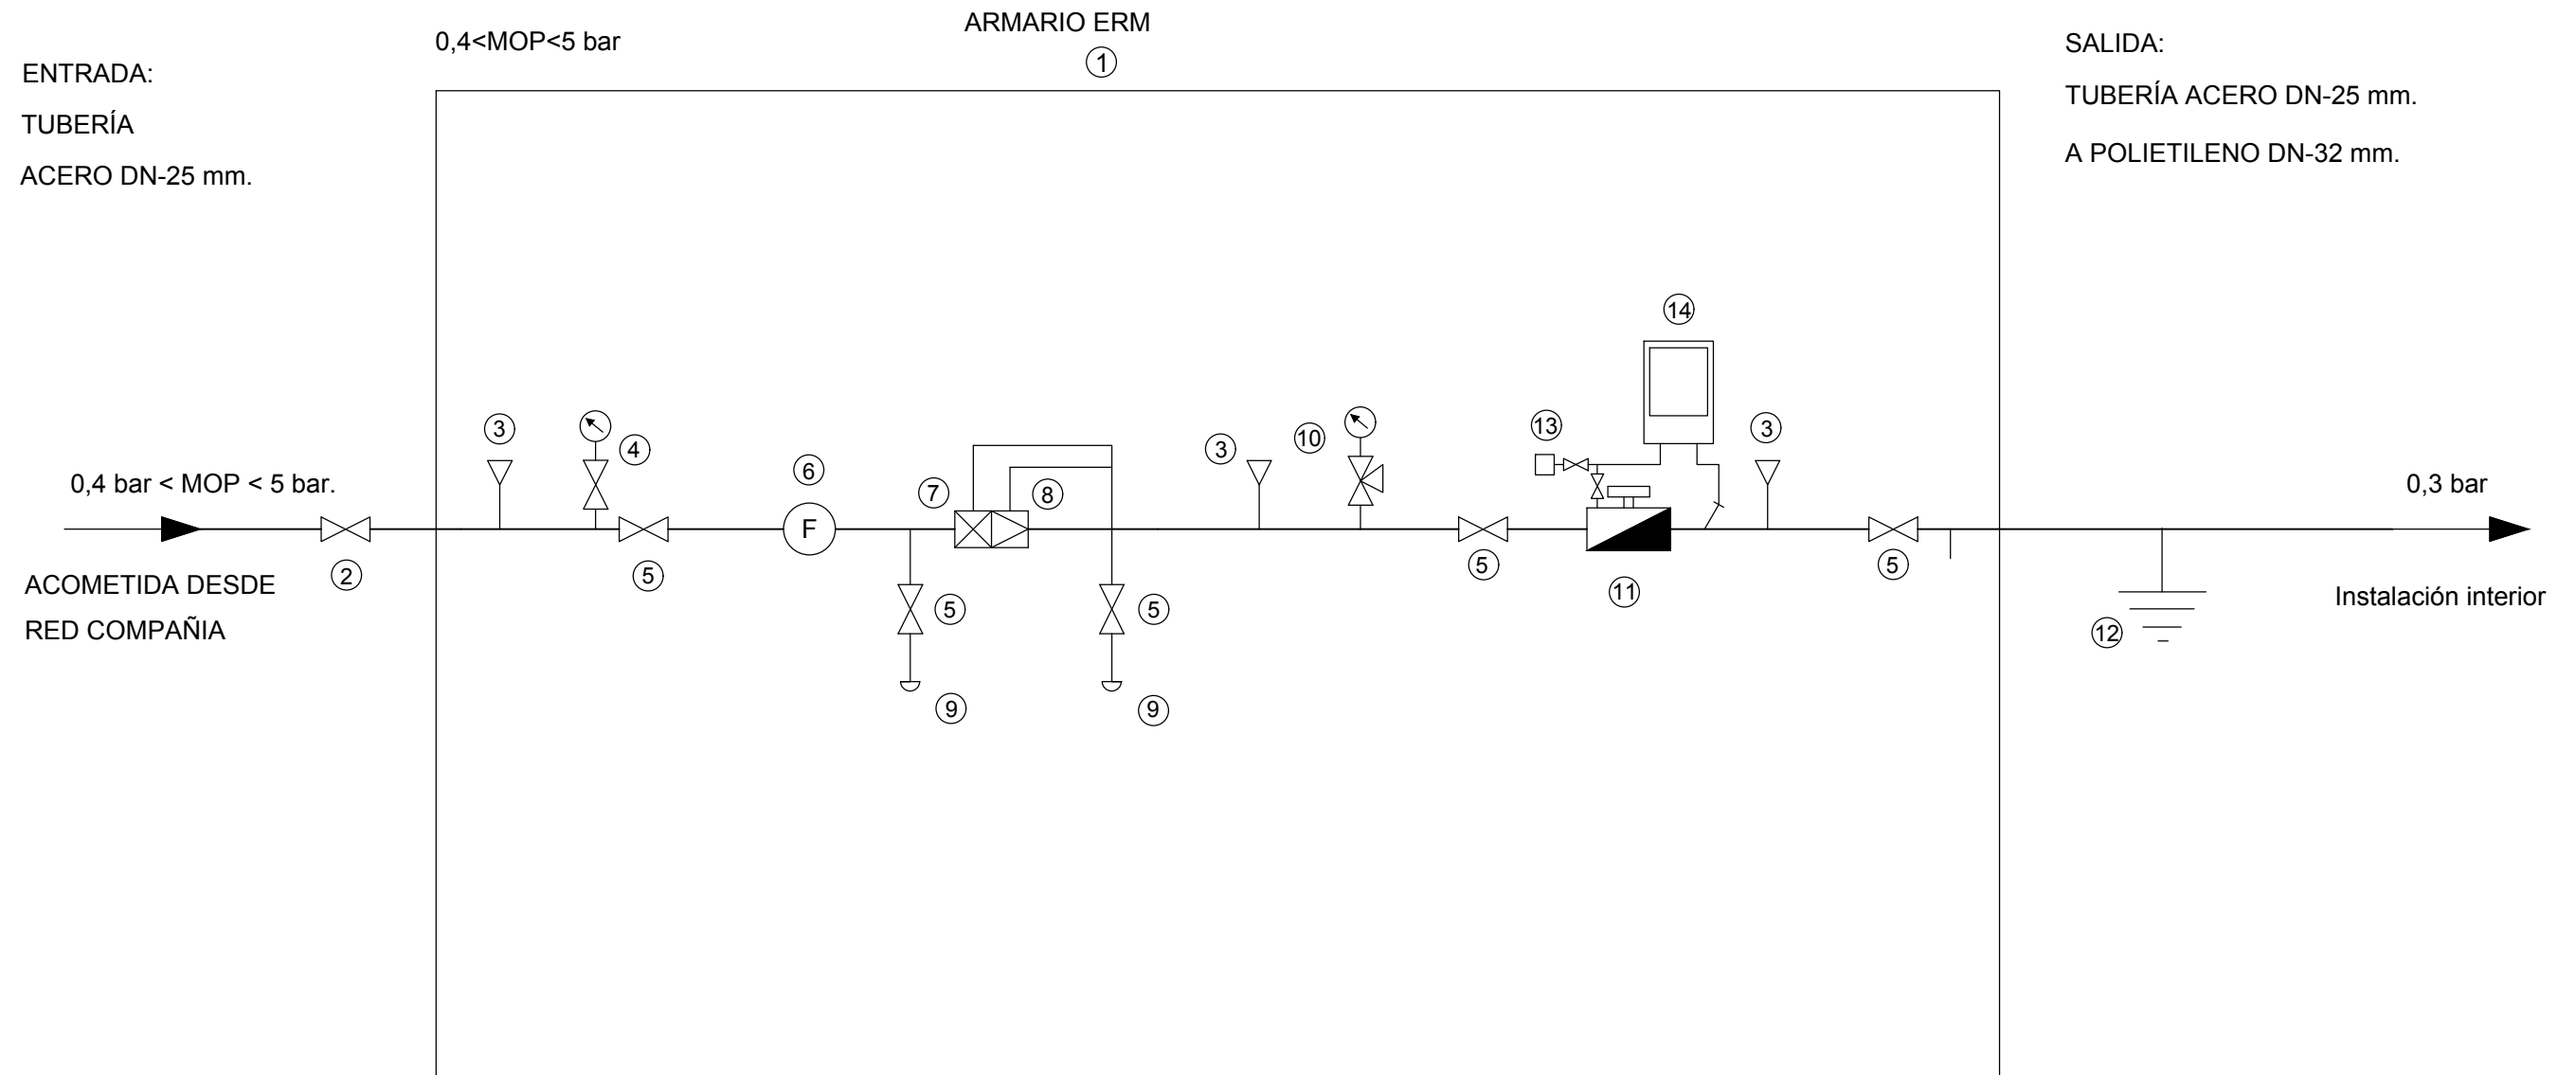 ARMARIO ERM
0,4<MOP<5 bar
1
ENTRADA:
TUBERÍA
ACERO DN-25 mm.
SALIDA:
TUBERÍA ACERO DN-25 mm.
A POLIETILENO DN-32 mm.
14
3
4
10
13
3
3
6
7
8
0,4 bar < MOP < 5 bar.
0,3 bar
F
2
5
5
5
ACOMETIDA DESDE
RED COMPAÑIA
5
5
11
12
Instalación interior
9
9